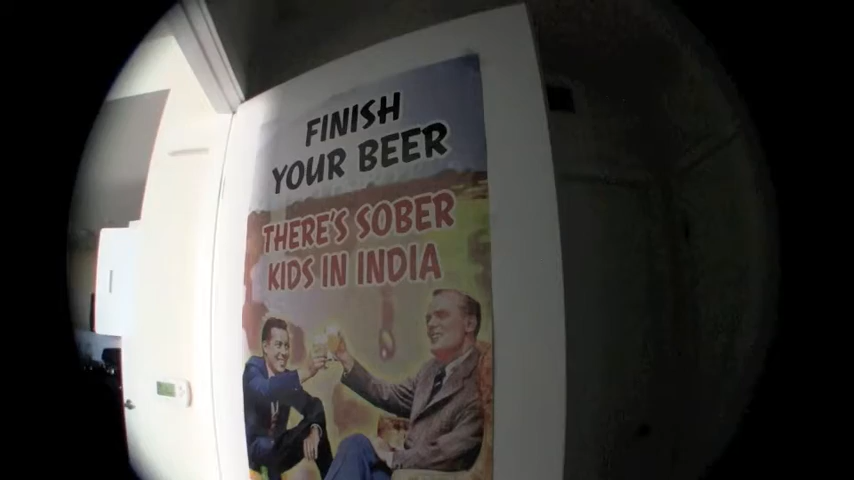 FINISH
YOUR BEER
THERE'S SOBER
KIDS IN INDIA